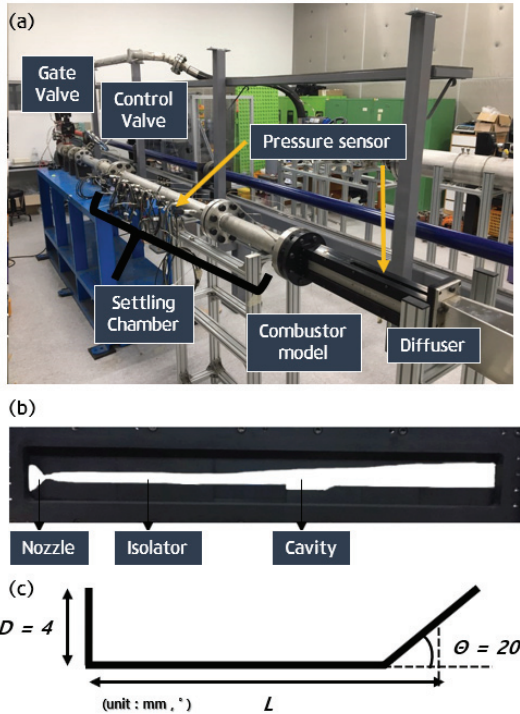 (a)
Gate
Valve
Control
Valve
Pressure sensor
Settling
Chamber
Combustor
model
Diffuser
(b)
Nozzle
Isolator
Cavity
(c)
D = 4
Θ = 20
(unit : mm , °)
L